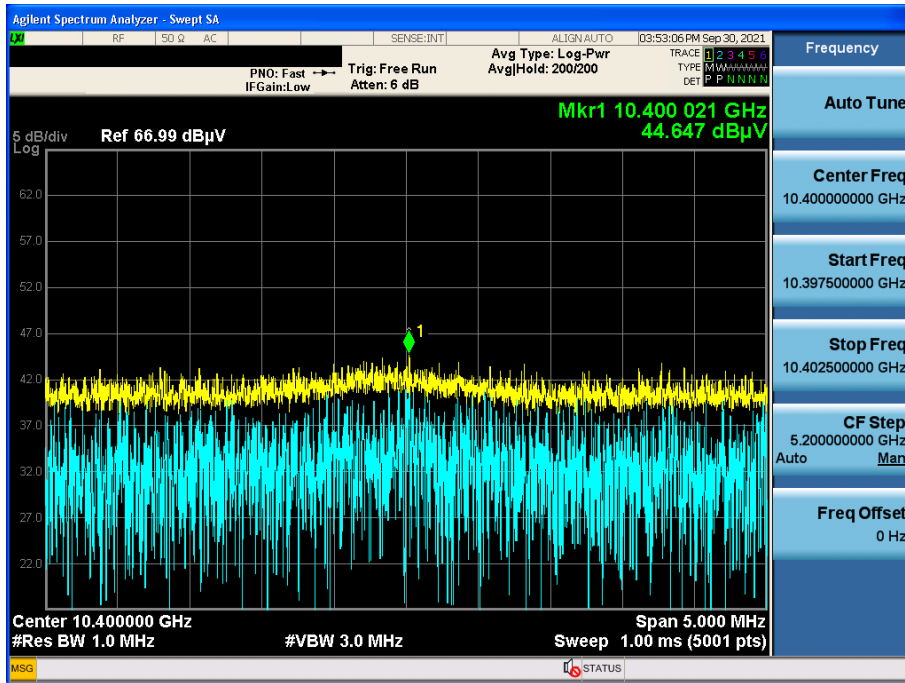 Agilent Spectrum Analyzer - Swept SA
LXI RF 50 Ω AC SENSE:INT ALIGN AUTO 03:53:06 PM Sep 30, 2021
PNO: Fast
IFGain:Low
Trig: Free Run
Atten: 6 dB
Avg Type: Log-Pwr
Avg|Hold: 200/200
TRACE 1 2 3 4 5 6
TYPE M W W W W W
DET P P N N N N
Mkr1 10.400 021 GHz
44.647 dBµV
5 dB/div Ref 66.99 dBµV
Log
62.0
57.0
52.0
47.0
1
42.0
37.0
32.0
27.0
22.0
Center 10.400000 GHz Span 5.000 MHz
#Res BW 1.0 MHz #VBW 3.0 MHz Sweep 1.00 ms (5001 pts)
MSG STATUS
Frequency
Auto Tune
Center Freq
10.400000000 GHz
Start Freq
10.397500000 GHz
Stop Freq
10.402500000 GHz
CF Step
5.200000000 GHz
Auto Man
Freq Offset
0 Hz